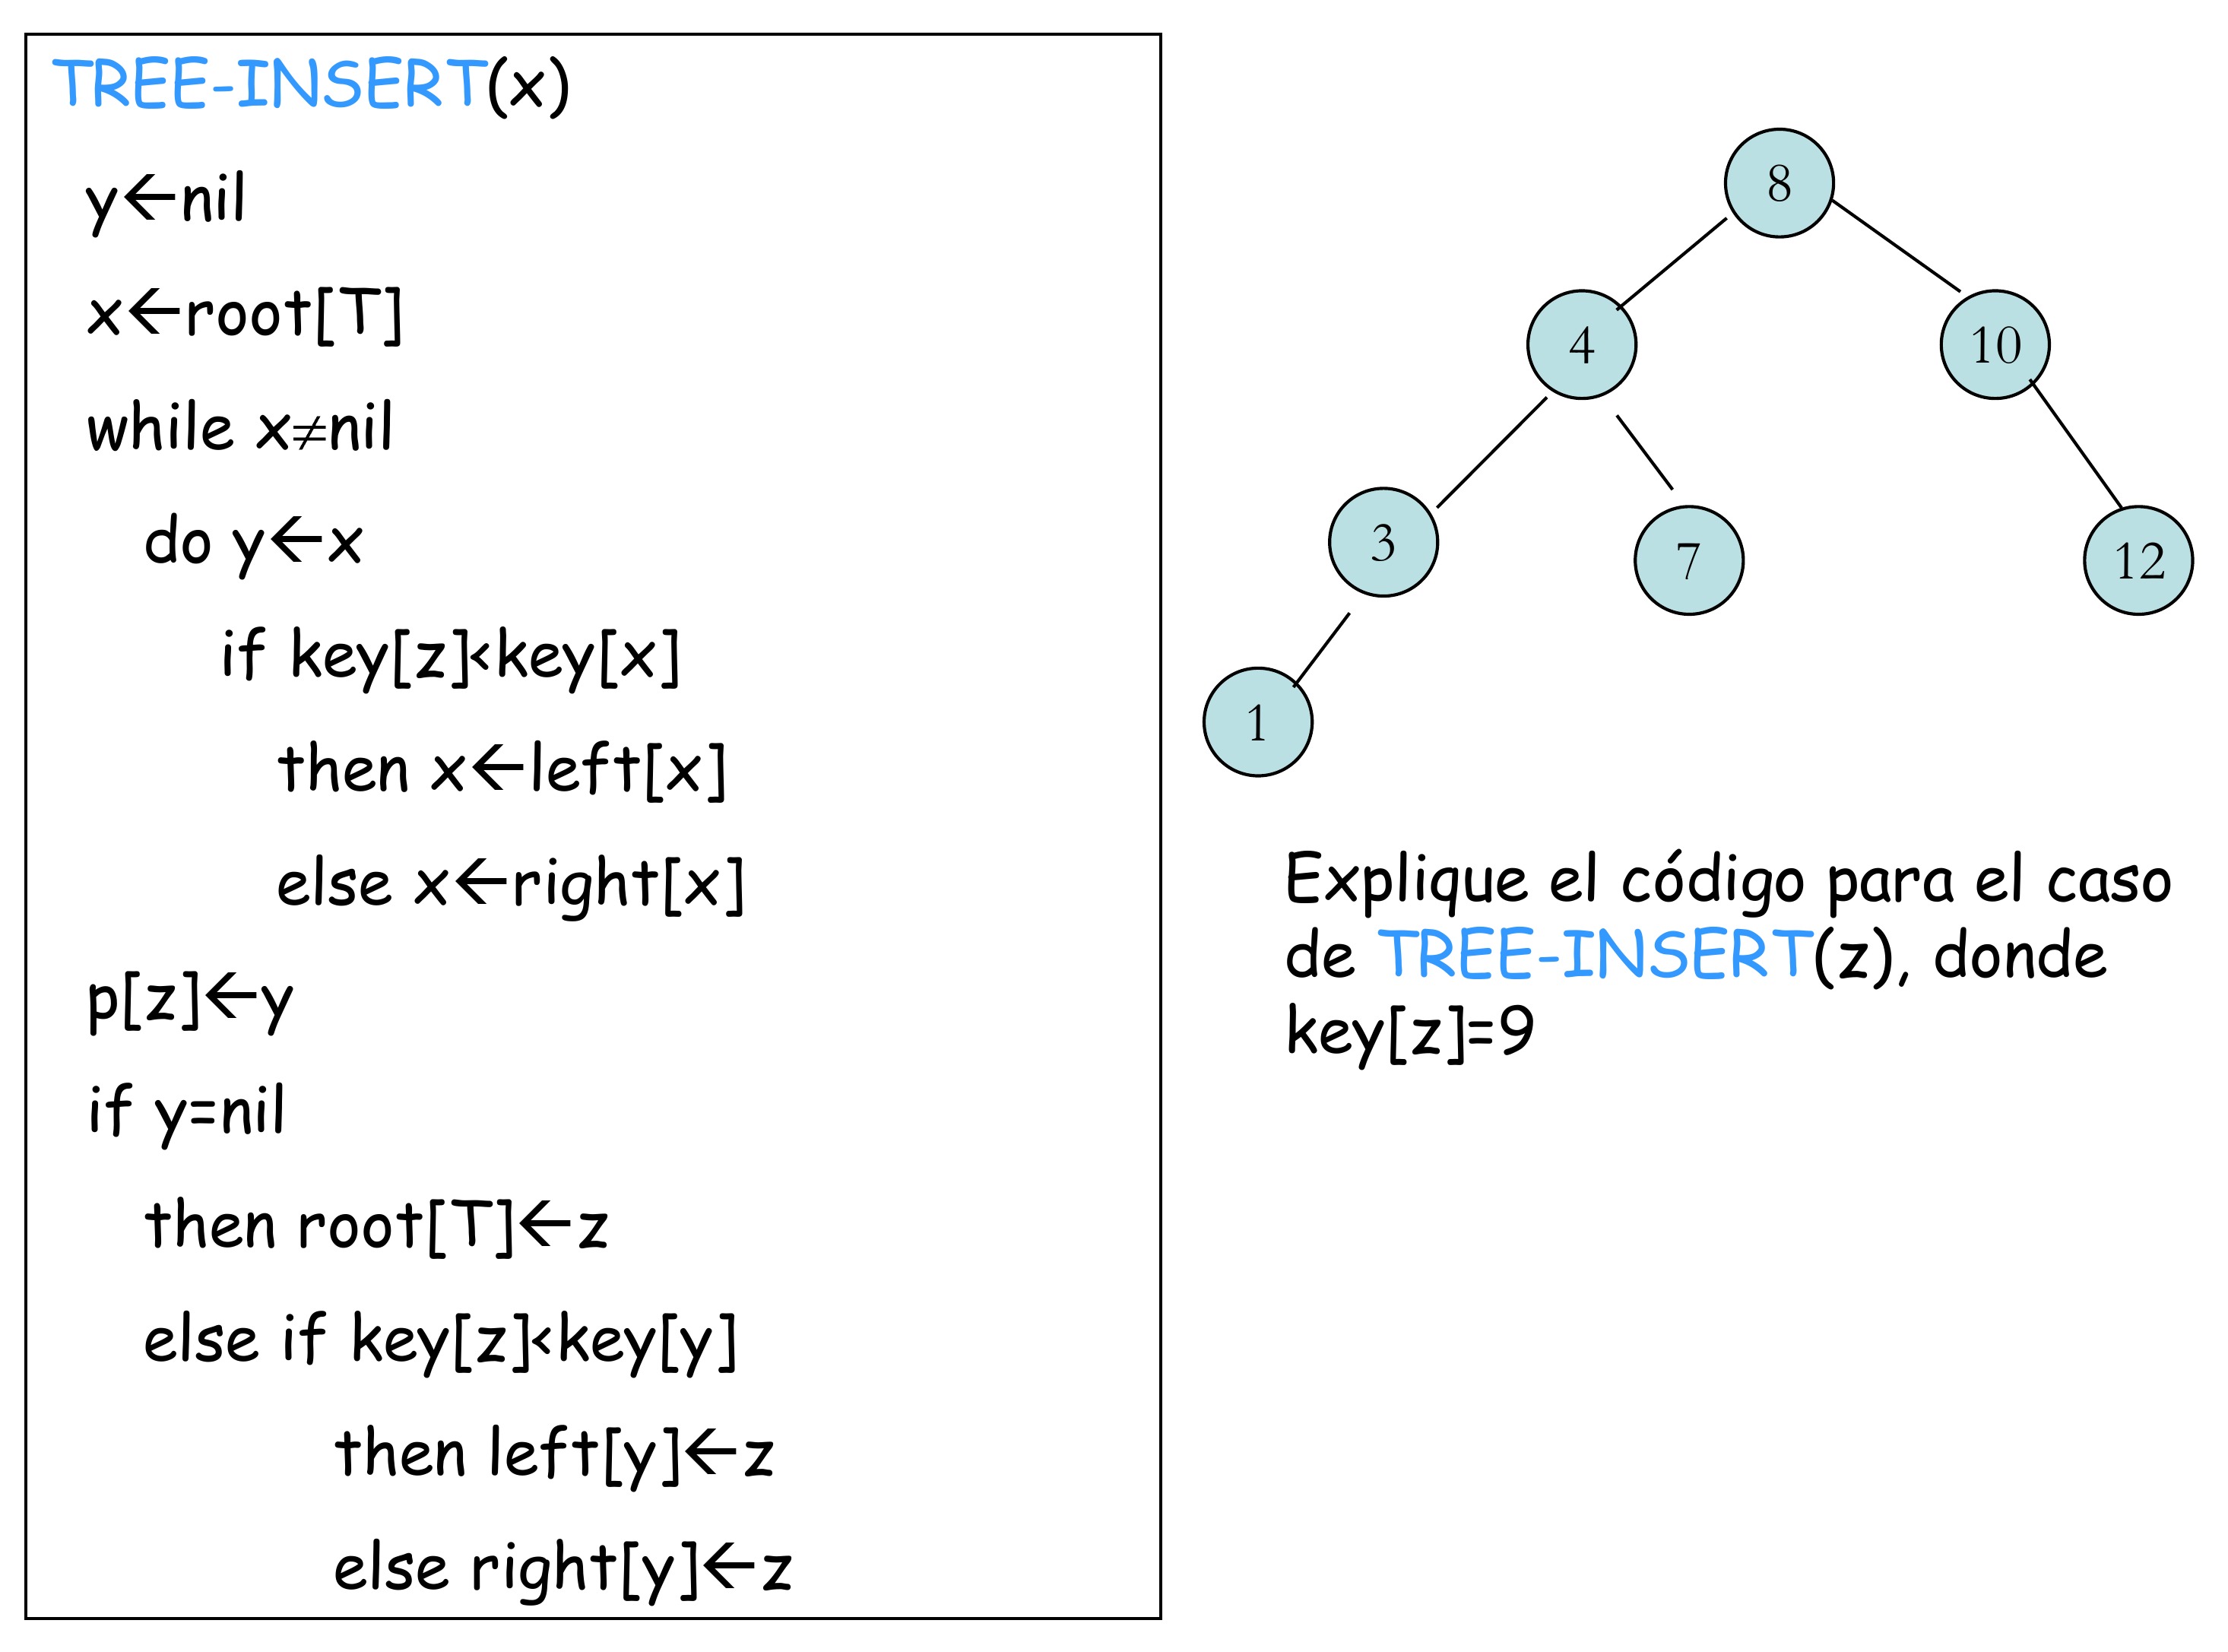 TREE-INSERT(x)
y←nil
x←root[T]
while x≠nil
do y←x
if key[z]<key[x]
then x←left[x]
else x←right[x]
p[z]←y
if y=nil
then root[T]←z
else if key[z]<key[y]
then left[y]←z
else right[y]←z
8
4
10
3
7
12
1
Explique el código para el caso
de TREE-INSERT(z), donde
key[z]=9